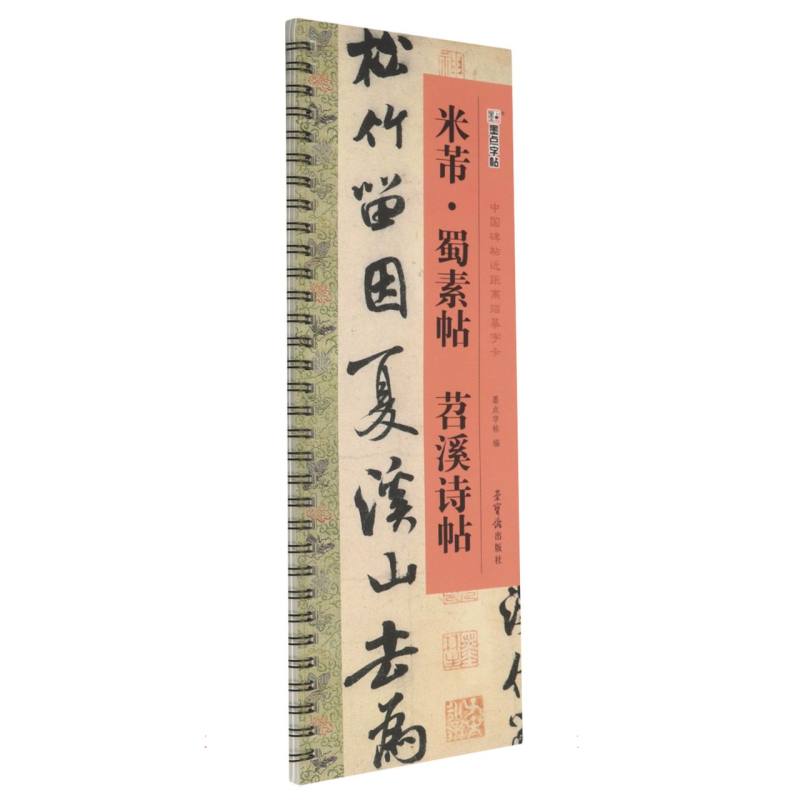 墨点字帖
中国碑帖近距离临摹字卡
墨点字帖 编
荣宝斋出版社
米芾·蜀素帖 苕溪诗帖
松竹留因夏溪山去为
溪竹